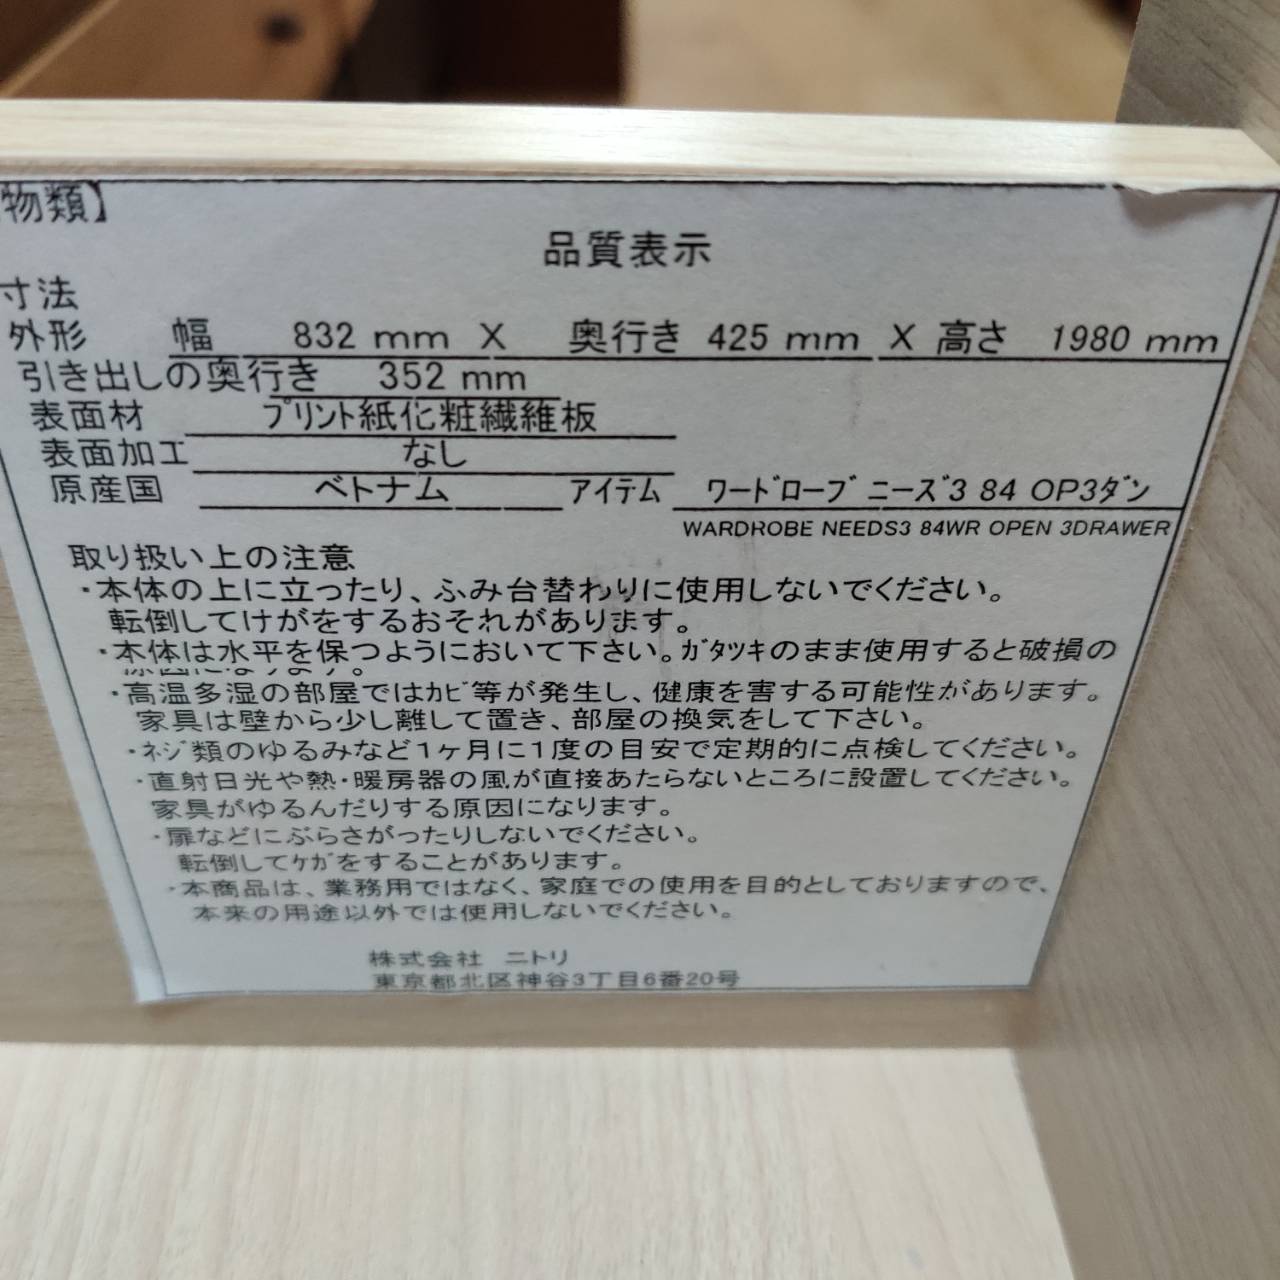 物類】
品質表示
寸法
外形 幅 832 mm X 奥行き 425 mm X 高さ 1980 mm
引き出しの奥行き 352 mm
表面材 プリント紙化粧繊維板
表面加工 なし
原産国 ベトナム アイテム ワードローブ ニーズ3 84 OP3ダン
WARDROBE NEEDS3 84WR OPEN 3DRAWER
取り扱い上の注意
・本体の上に立ったり、ふみ台替わりに使用しないでください。
転倒してけがをするおそれがあります。
・本体は水平を保つようにおいて下さい。ガタツキのまま使用すると破損の
原因になります。
・高温多湿の部屋ではカビ等が発生し、健康を害する可能性があります。
家具は壁から少し離して置き、部屋の換気をして下さい。
・ネジ類のゆるみなど1ヶ月に1度の目安で定期的に点検してください。
・直射日光や熱・暖房器の風が直接あたらないところに設置してください。
家具がゆるんだりする原因になります。
・扉などにぶらさがったりしないでください。
転倒してケガをすることがあります。
・本商品は、業務用ではなく、家庭での使用を目的としておりますので、
本来の用途以外では使用しないでください。
株式会社 ニトリ
東京都北区神谷3丁目6番20号